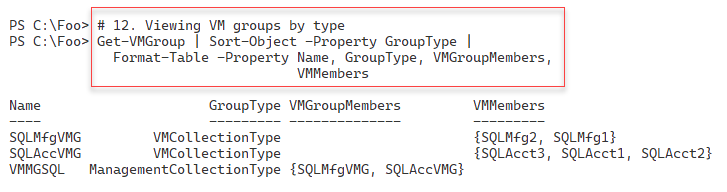 PS C:\Foo> # 12. Viewing VM groups by type
PS C:\Foo> Get-VMGroup | Sort-Object -Property GroupType |
Format-Table -Property Name, GroupType, VMGroupMembers,
VMMembers
Name GroupType VMGroupMembers VMMembers
---- --------- -------------- ---------
SQLMfgVMG VMCollectionType {SQLMfg2, SQLMfg1}
SQLAccVMG VMCollectionType {SQLAcct3, SQLAcct1, SQLAcct2}
VMMGSQL ManagementCollectionType {SQLMfgVMG, SQLAccVMG}